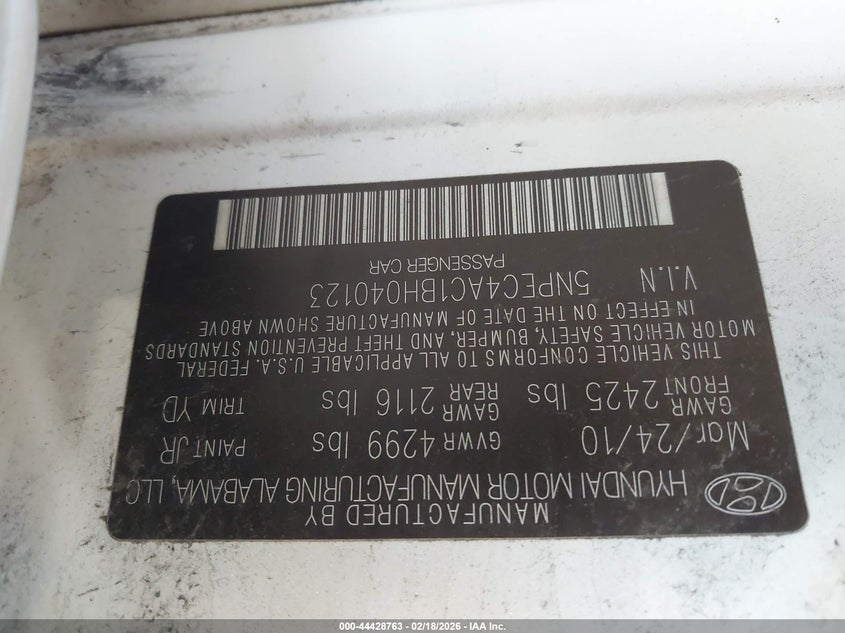 MANUFACTURED BY
HYUNDAI MOTOR MANUFACTURING ALABAMA, LLC
Mar/24/10 GVWR 4299 lbs PAINT JR
GAWR FRONT 2425 lbs GAWR REAR 2116 lbs TRIM YD
THIS VEHICLE CONFORMS TO ALL APPLICABLE U.S.A. FEDERAL
MOTOR VEHICLE SAFETY, BUMPER, AND THEFT PREVENTION STANDARDS
IN EFFECT ON THE DATE OF MANUFACTURE SHOWN ABOVE
V.I.N 5NPEC4AC1BH040123
PASSENGER CAR
000-44428763 - 02/18/2026 - IAA Inc.